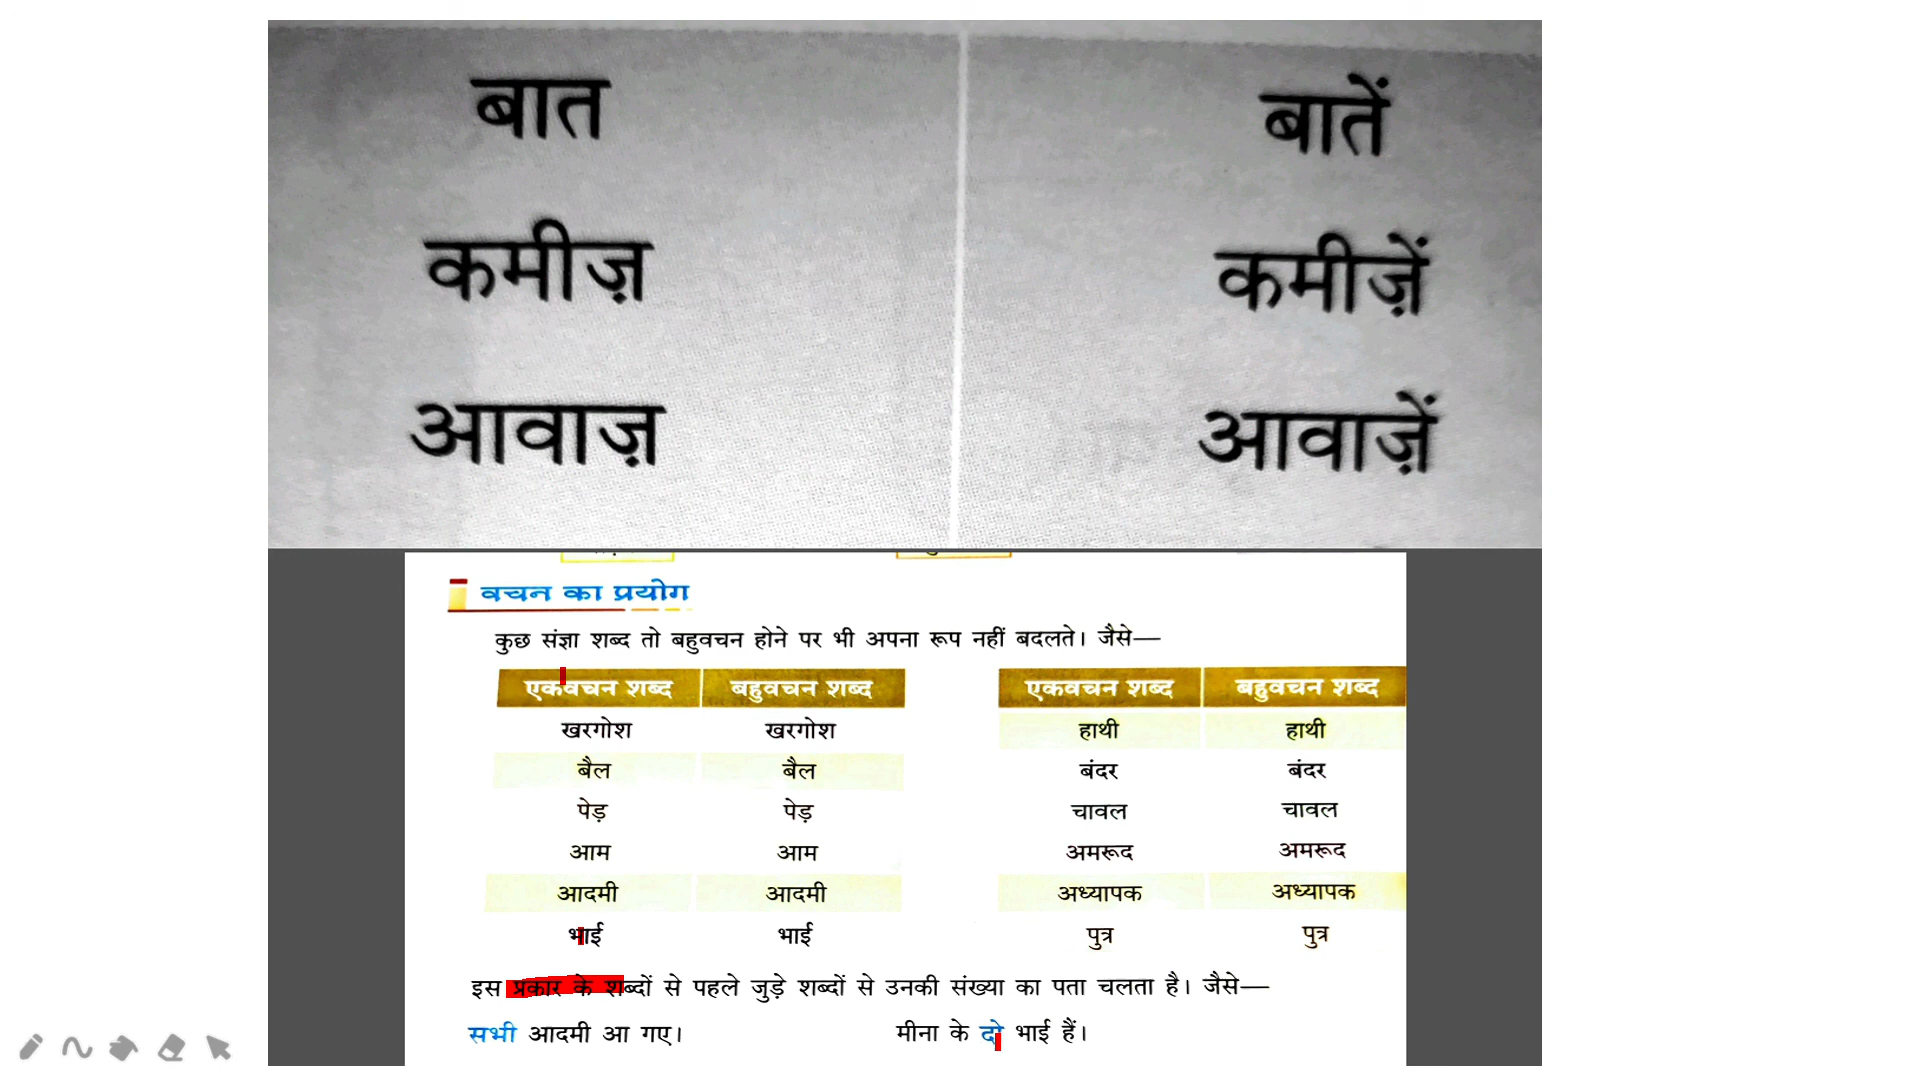 बात बातें
कमीज़ कमीज़ें
आवाज़ आवाज़ें
वचन का प्रयोग
कुछ संज्ञा शब्द तो बहुवचन होने पर भी अपना रूप नहीं बदलते। जैसे—
एकवचन शब्द बहुवचन शब्द एकवचन शब्द बहुवचन शब्द
खरगोश खरगोश हाथी हाथी
बैल बैल बंदर बंदर
पेड़ पेड़ चावल चावल
आम आम अमरूद अमरूद
आदमी आदमी अध्यापक अध्यापक
भाई भाई पुत्र पुत्र
इस प्रकार के शब्दों से पहले जुड़े शब्दों से उनकी संख्या का पता चलता है। जैसे—
सभी आदमी आ गए। मीना के दो भाई हैं।